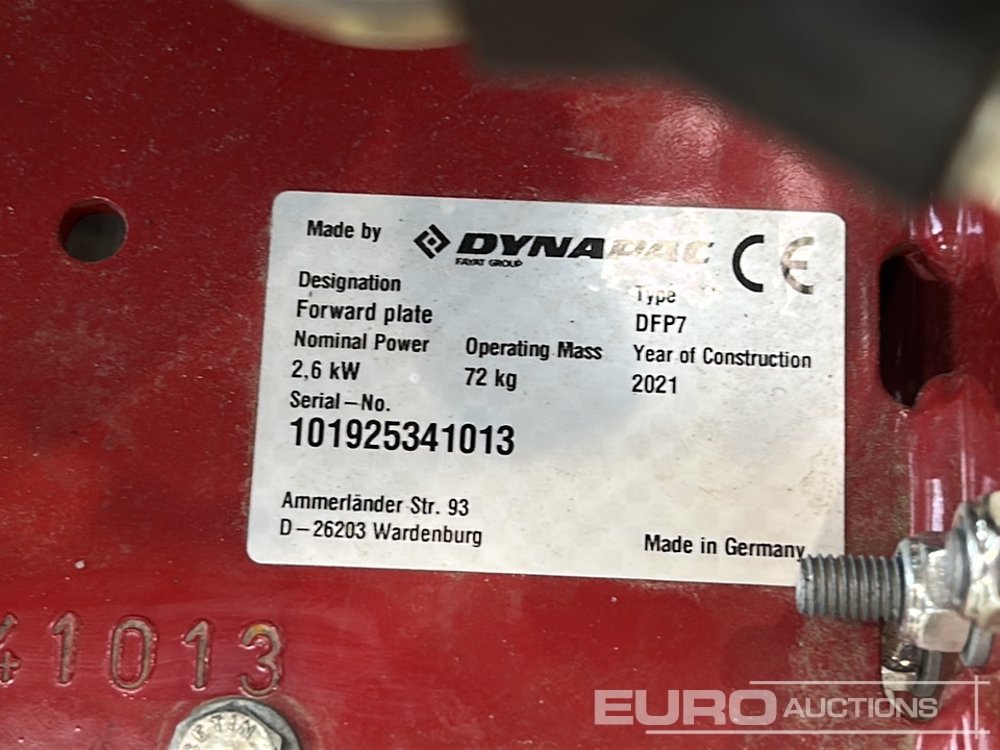 Made by DYNAPAC CE
FAYAT GROUP
Designation Type
Forward plate DFP7
Nominal Power Operating Mass Year of Construction
2,6 kW 72 kg 2021
Serial–No.
101925341013
Ammerländer Str. 93
D–26203 Wardenburg
Made in Germany
41013
EURO AUCTIONS